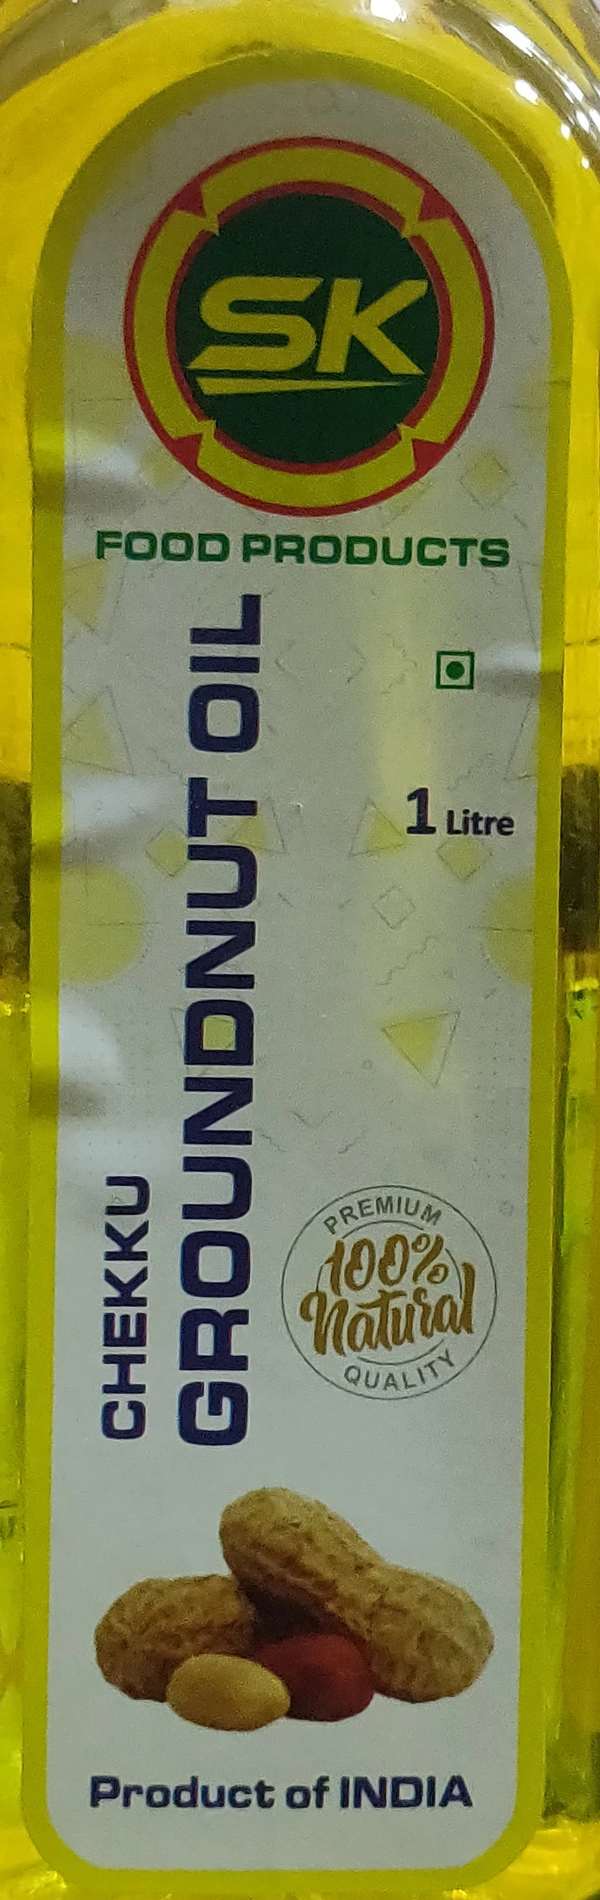 SK
FOOD PRODUCTS
CHEKKU
GROUNDNUT OIL
1 Litre
PREMIUM
100%
Natural
QUALITY
Product of INDIA